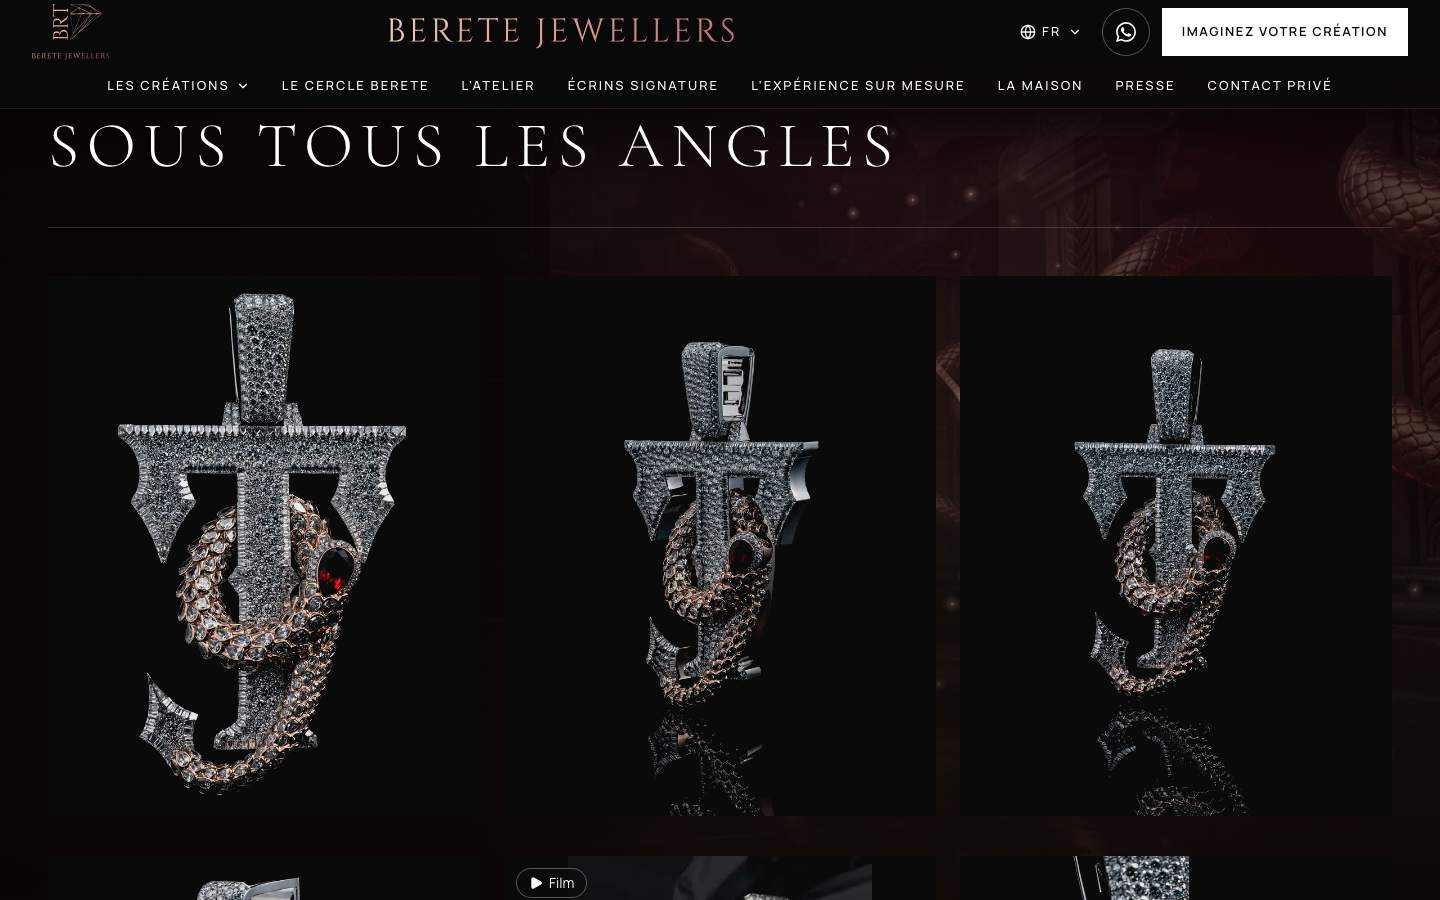 BRT
BERETE JEWELLERS
BERETE JEWELLERS
FR
IMAGINEZ VOTRE CRÉATION
LES CRÉATIONS
LE CERCLE BERETE
L'ATELIER
ÉCRINS SIGNATURE
L'EXPÉRIENCE SUR MESURE
LA MAISON
PRESSE
CONTACT PRIVÉ
SOUS TOUS LES ANGLES
Film